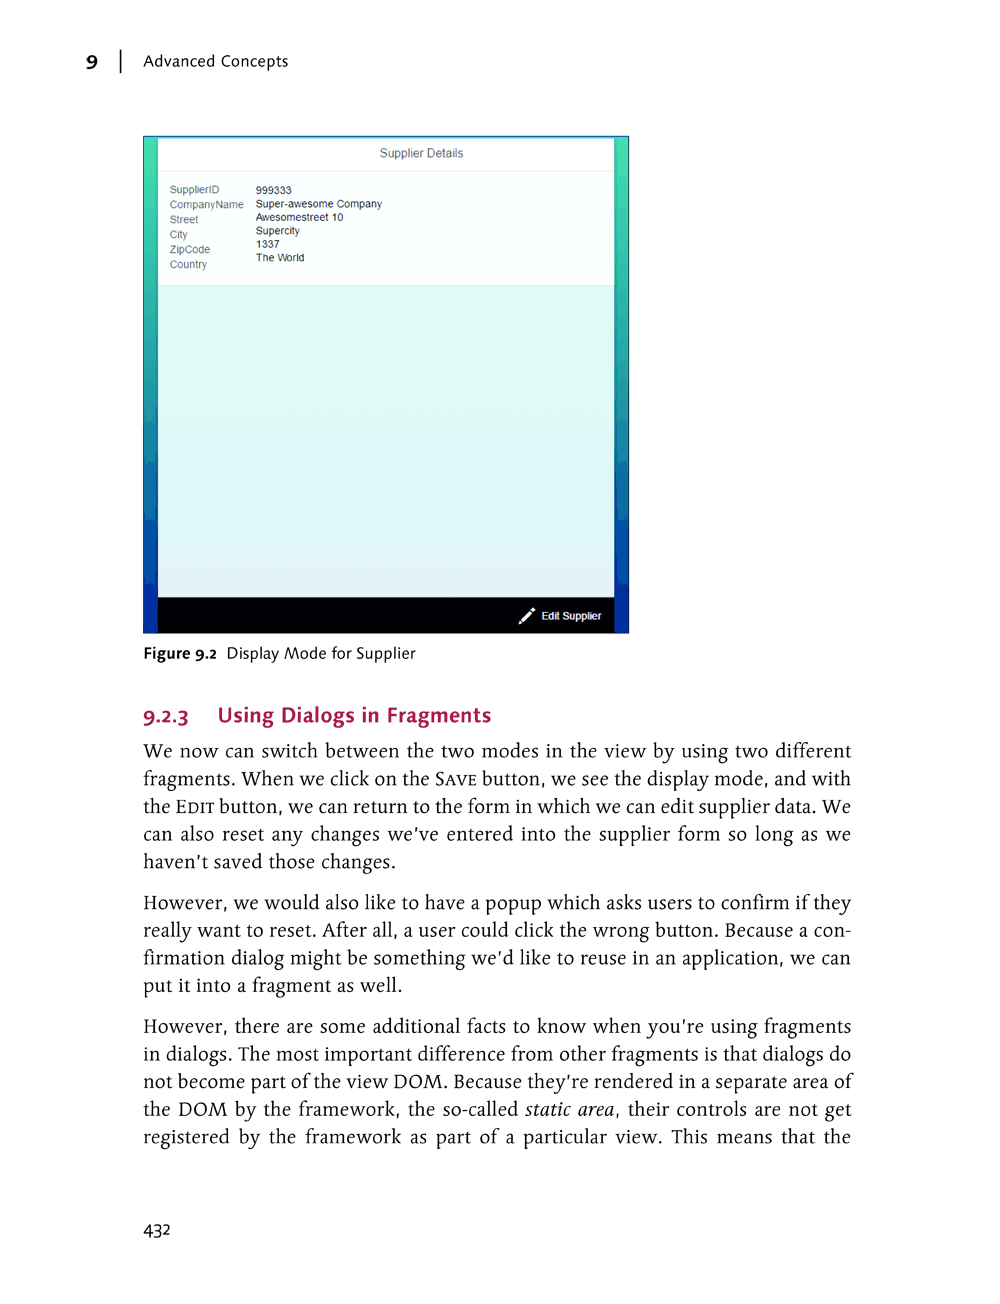 9 | Advanced Concepts
Supplier Details
SupplierID 999333
CompanyName Super-awesome Company
Street Awesomestreet 10
City Supercity
ZipCode 1337
Country The World
Edit Supplier
Figure 9.2 Display Mode for Supplier
9.2.3 Using Dialogs in Fragments
We now can switch between the two modes in the view by using two different
fragments. When we click on the SAVE button, we see the display mode, and with
the EDIT button, we can return to the form in which we can edit supplier data. We
can also reset any changes we've entered into the supplier form so long as we
haven't saved those changes.
However, we would also like to have a popup which asks users to confirm if they
really want to reset. After all, a user could click the wrong button. Because a con-
firmation dialog might be something we'd like to reuse in an application, we can
put it into a fragment as well.
However, there are some additional facts to know when you're using fragments
in dialogs. The most important difference from other fragments is that dialogs do
not become part of the view DOM. Because they're rendered in a separate area of
the DOM by the framework, the so-called static area, their controls are not get
registered by the framework as part of a particular view. This means that the
432